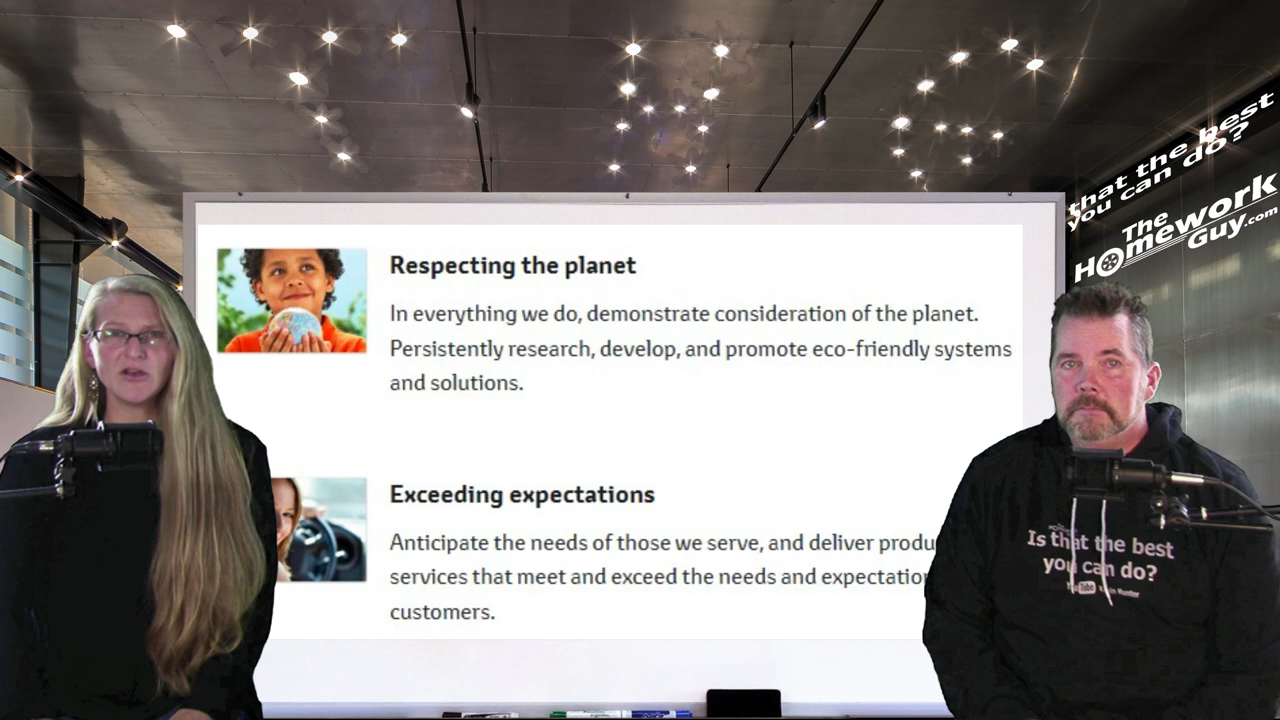 that the best
you can do?
The
Homework
Guy.com
Respecting the planet
In everything we do, demonstrate consideration of the planet.
Persistently research, develop, and promote eco-friendly systems
and solutions.
Exceeding expectations
Anticipate the needs of those we serve, and deliver produ
services that meet and exceed the needs and expectatio
customers.
Is that the best
you can do?